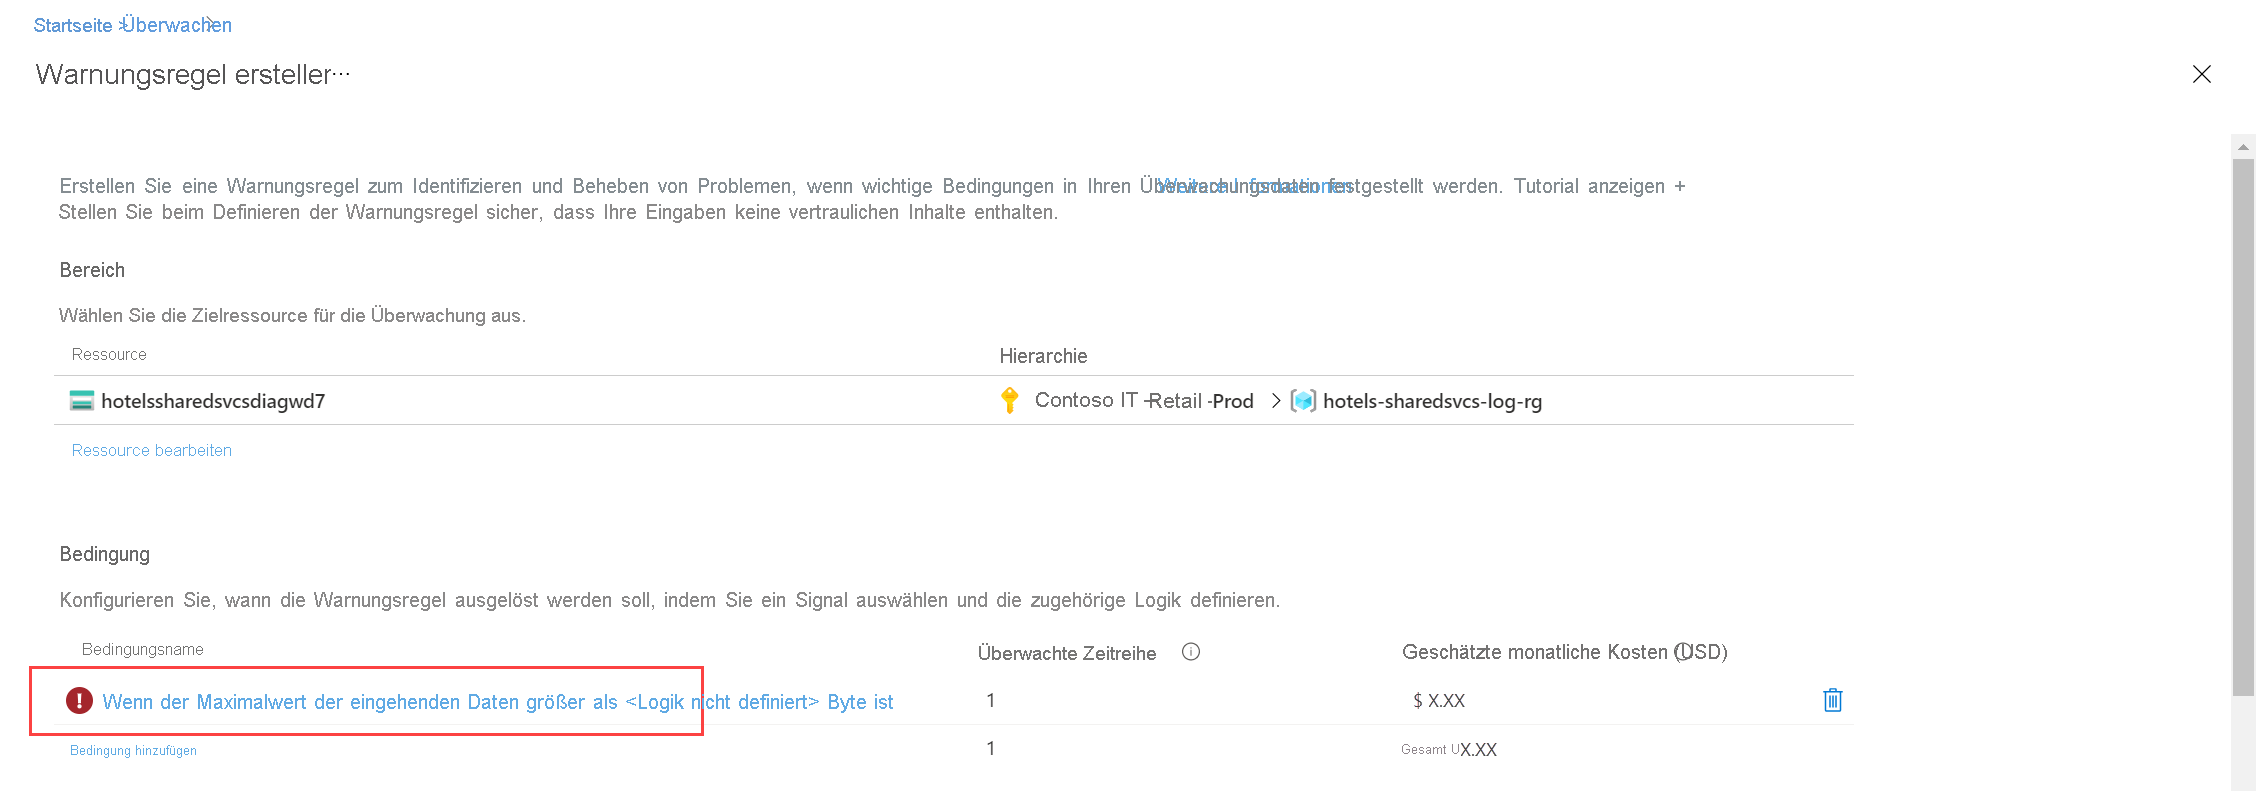 Startseite > Überwachen >
Warnungsregel ersteller...
Erstellen Sie eine Warnungsregel zum Identifizieren und Beheben von Problemen, wenn wichtige Bedingungen in Ihren Überwachungsdaten festgestellt werden. Tutorial anzeigen + Weitere Informationen
Stellen Sie beim Definieren der Warnungsregel sicher, dass Ihre Eingaben keine vertraulichen Inhalte enthalten.
Bereich
Wählen Sie die Zielressource für die Überwachung aus.
Ressource Hierarchie
hotelssharedsvcsdiagwd7 Contoso IT -Retail -Prod > hotels-sharedsvcs-log-rg
Ressource bearbeiten
Bedingung
Konfigurieren Sie, wann die Warnungsregel ausgelöst werden soll, indem Sie ein Signal auswählen und die zugehörige Logik definieren.
Bedingungsname Überwachte Zeitreihe Geschätzte monatliche Kosten (USD)
Wenn der Maximalwert der eingehenden Daten größer als <Logik nicht definiert> Byte ist 1 $ X.XX
Bedingung hinzufügen 1 Gesamt U X.XX